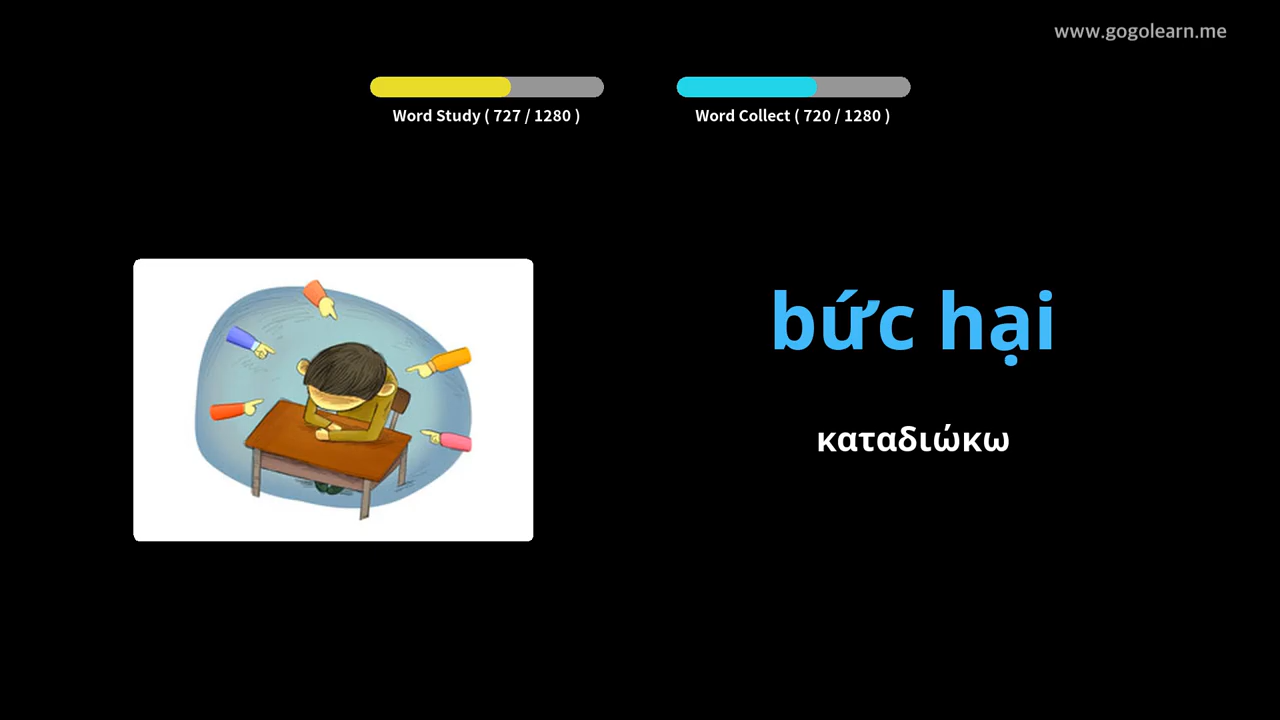 www.gogolearn.me
Word Study ( 727 / 1280 )
Word Collect ( 720 / 1280 )
bức hại
καταδιώκω